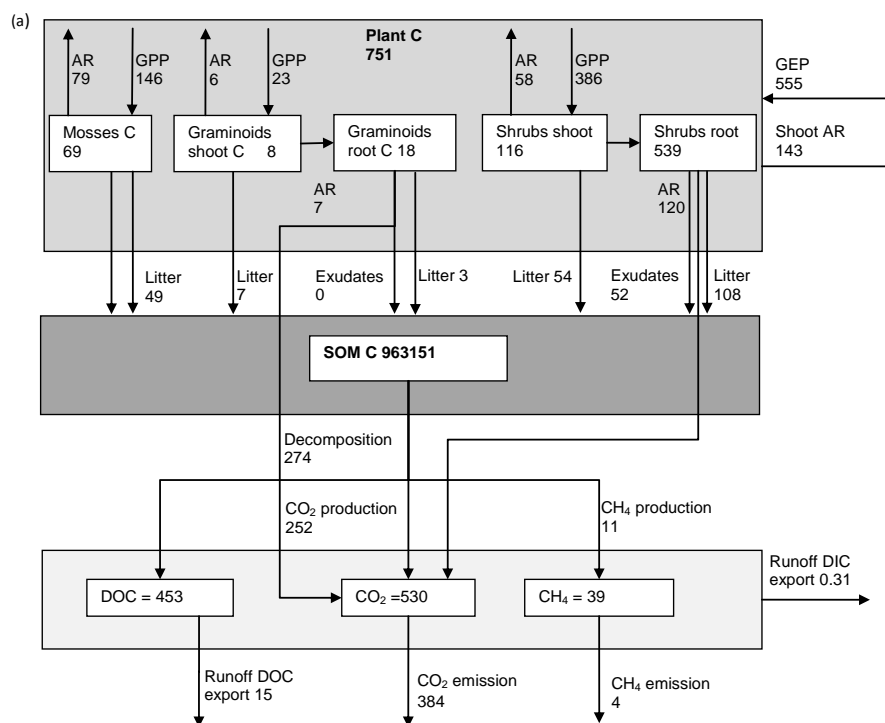 (a)
Plant C
751
AR
79
GPP
146
AR
6
GPP
23
AR
58
GPP
386
GEP
555
Mosses C
69
Graminoids
shoot C 8
Graminoids
root C 18
Shrubs shoot
116
Shrubs root
539
Shoot AR
143
AR
7
AR
120
Litter
49
Litter
7
Exudates
0
Litter 3
Litter 54
Exudates
52
Litter
108
SOM C 963151
Decomposition
274
CO₂ production
252
CH₄ production
11
Runoff DIC
export 0.31
DOC = 453
CO₂ =530
CH₄ = 39
Runoff DOC
export 15
CO₂ emission
384
CH₄ emission
4